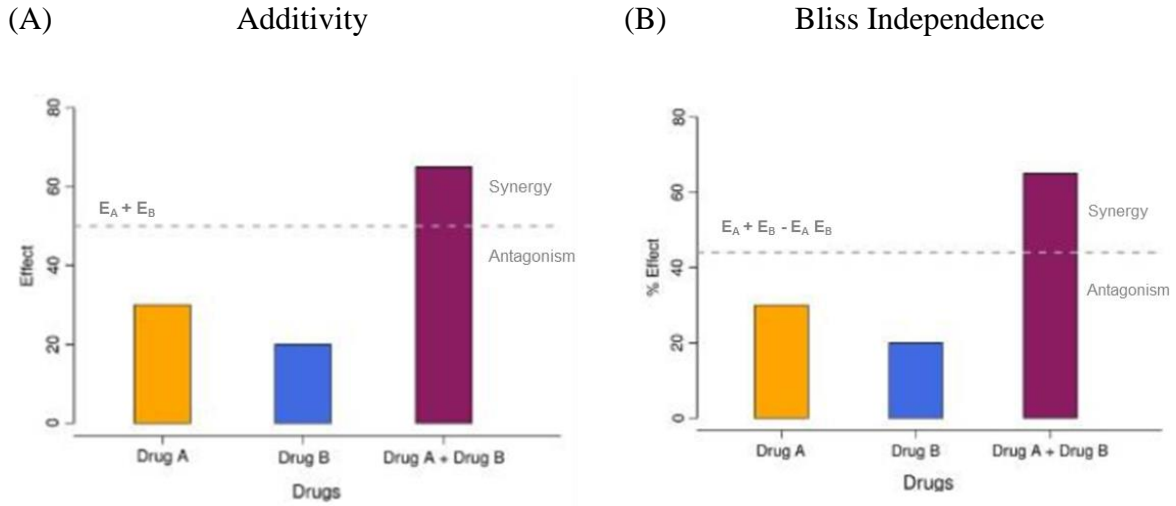 (A) Additivity
80
60
40
20
0
Effect
E_A + E_B
Synergy
Antagonism
Drug A Drug B Drug A + Drug B
Drugs
(B) Bliss Independence
80
60
40
20
0
% Effect
E_A + E_B - E_A E_B
Synergy
Antagonism
Drug A Drug B Drug A + Drug B
Drugs